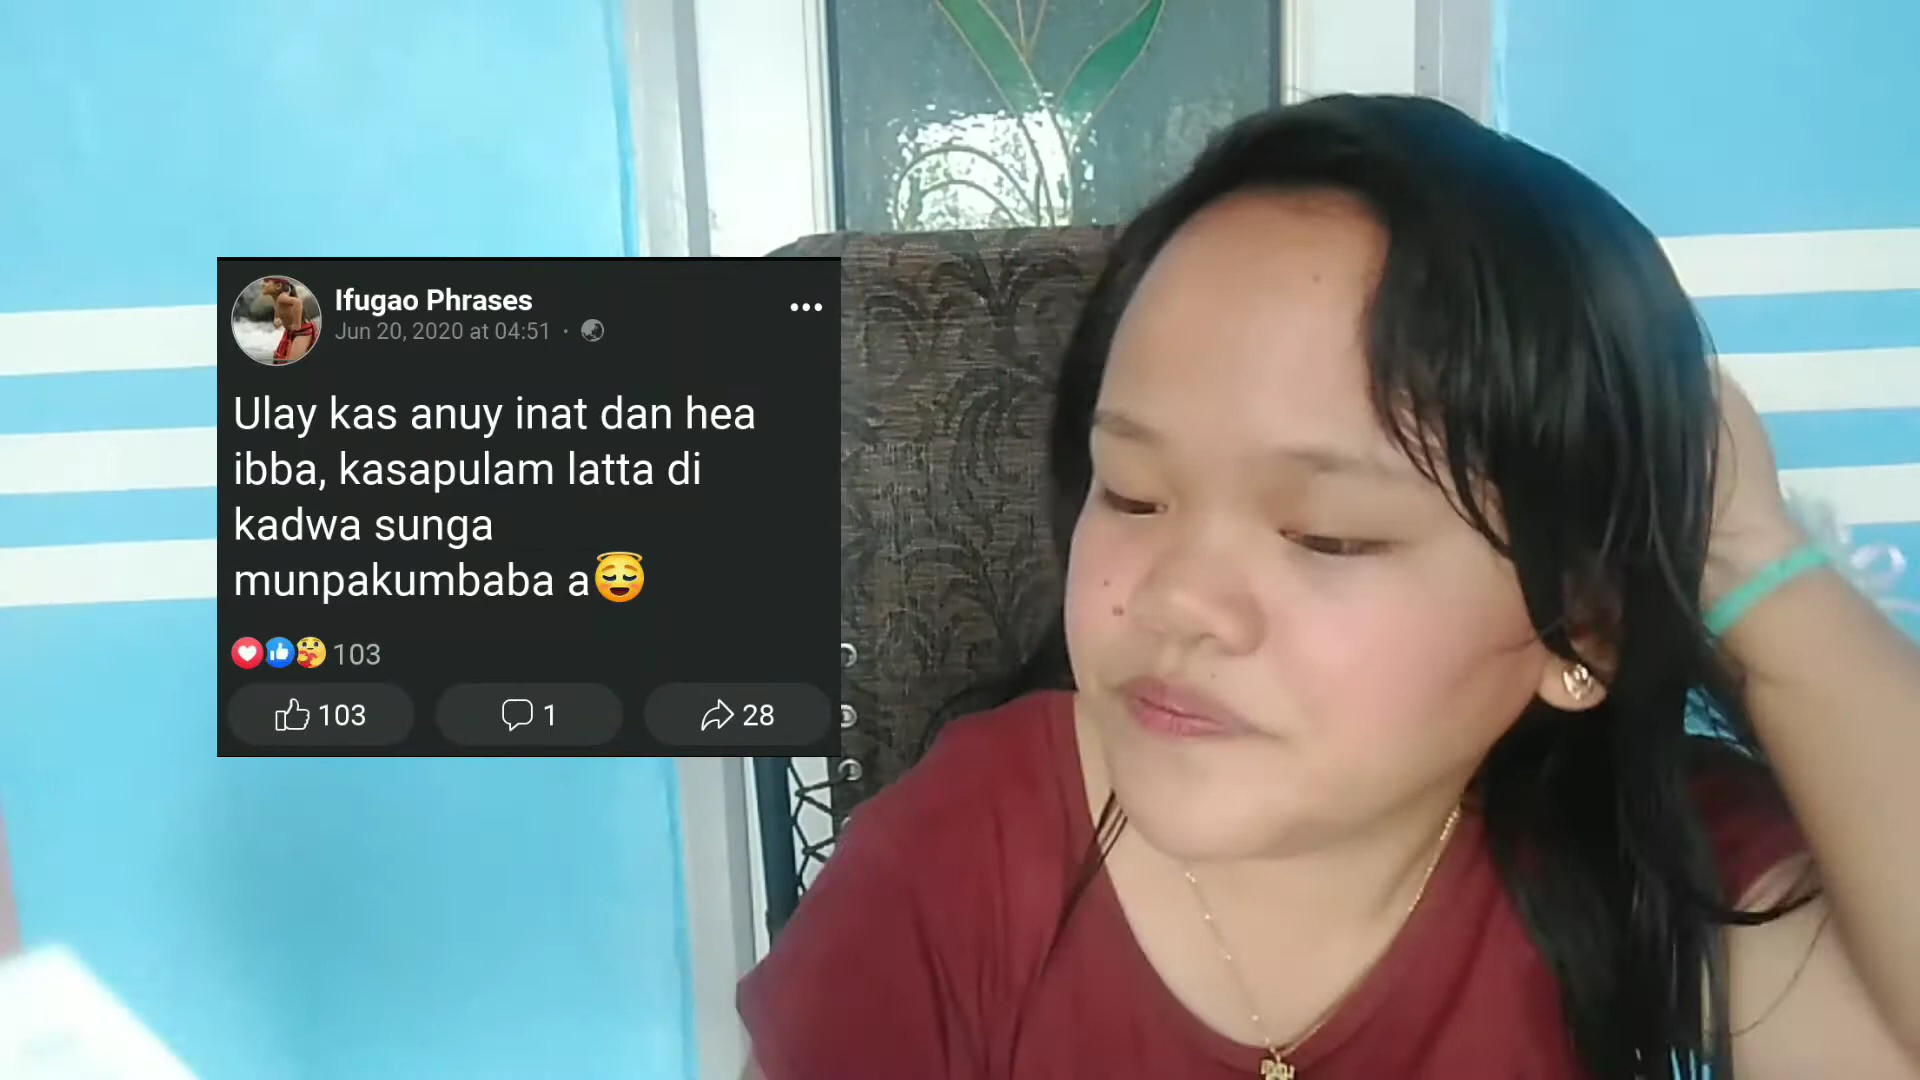 Ifugao Phrases
Jun 20, 2020 at 04:51
Ulay kas anuy inat dan hea
ibba, kasapulam latta di
kadwa sunga
munpakumbaba a😇
103
103
1
28